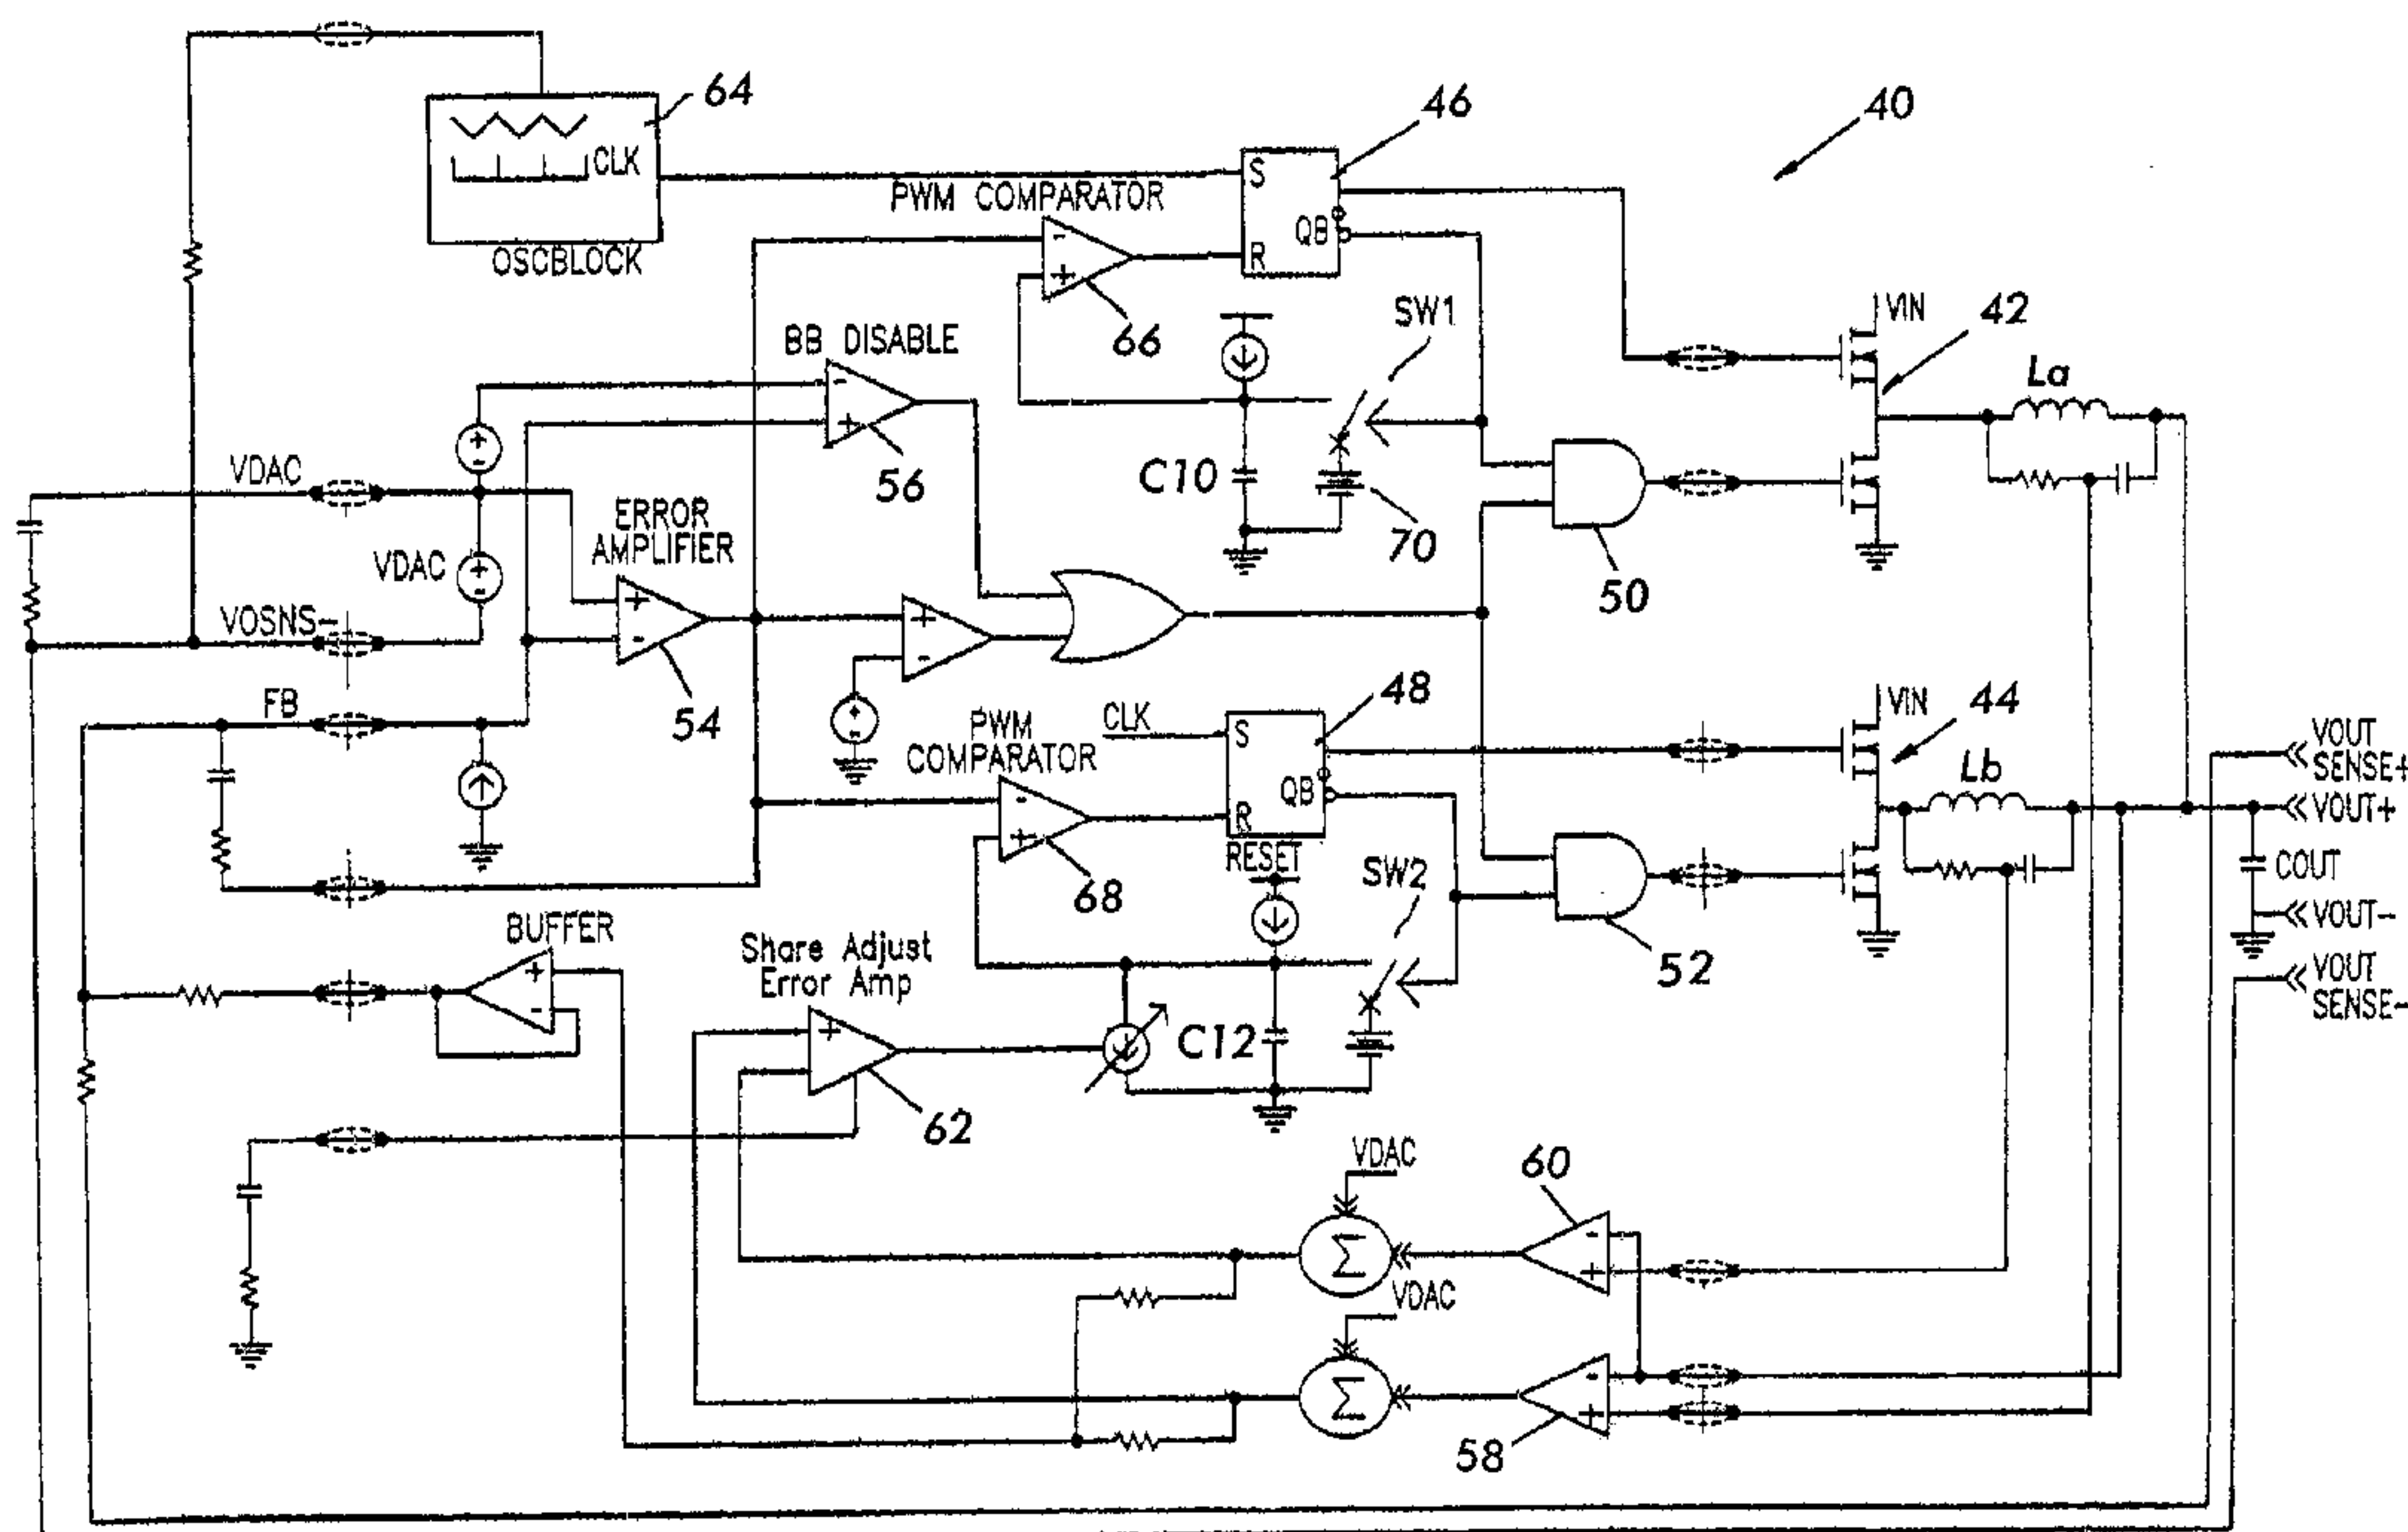 64
46
40
CLK
S
PWM COMPARATOR
QB
R
OSCBLOCK
66
SW1
VIN
42
La
BB DISABLE
-
+
56
C10
70
50
VDAC
ERROR
AMPLIFIER
VDAC
VOSNS-
54
FB
48
CLK
S
PWM
COMPARATOR
QB
R
RESET
68
SW2
VIN
44
Lb
VOUT
SENSE+
VOUT+
COUT
VOUT-
VOUT
SENSE-
52
BUFFER
Share Adjust
Error Amp
C12
62
VDAC
60
Σ
VDAC
Σ
58